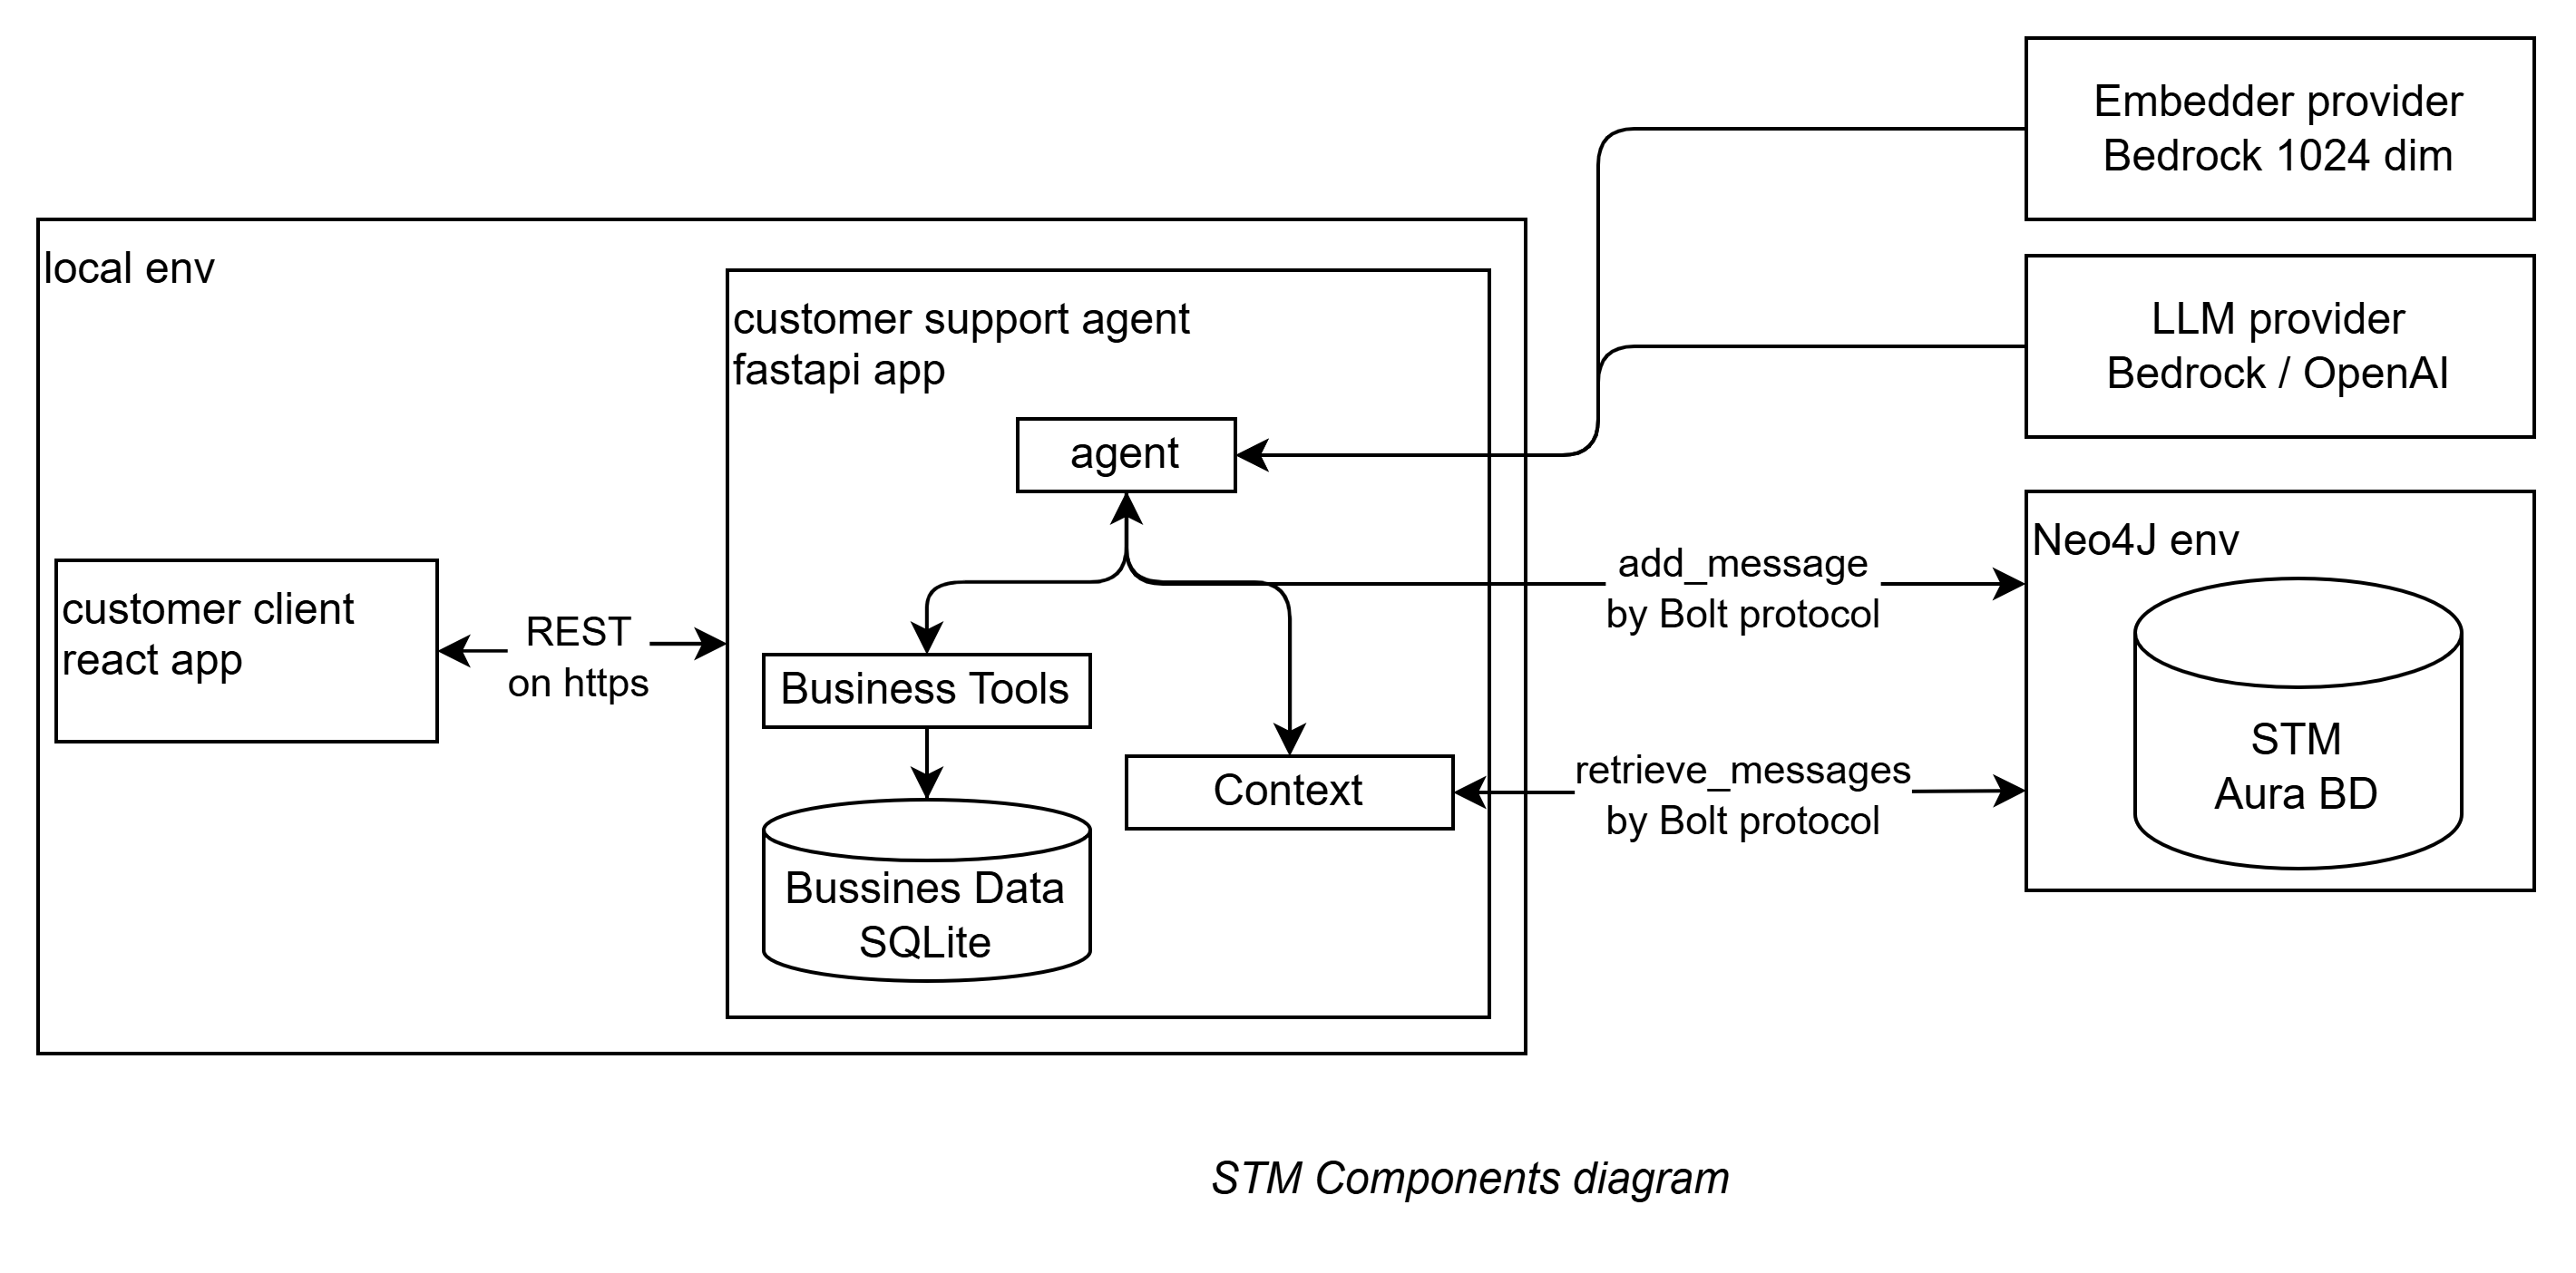 Embedder provider
Bedrock 1024 dim
local env
LLM provider
Bedrock / OpenAI
customer support agent
fastapi app
agent
Neo4J env
add_message
by Bolt protocol
customer client
react app
REST
on https
Business Tools
STM
Aura BD
retrieve_messages
by Bolt protocol
Context
Bussines Data
SQLite
STM Components diagram